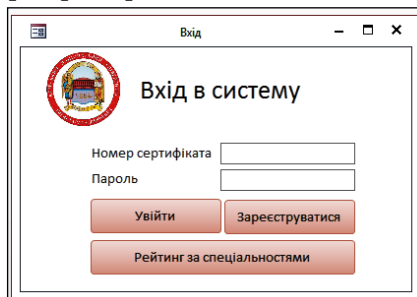 Вхід
Вхід в систему
Номер сертифіката
Пароль
Увійти Зареєструватися
Рейтинг за спеціальностями